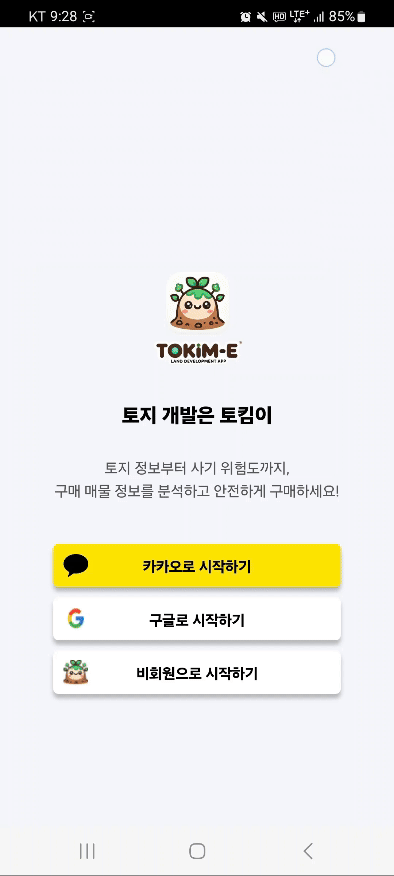 KT 9:28
HD LTE+ 85%
TOKIM-E
LAND DEVELOPMENT APP
토지 개발은 토킴이
토지 정보부터 사기 위험도까지,
구매 매물 정보를 분석하고 안전하게 구매하세요!
카카오로 시작하기
구글로 시작하기
비회원으로 시작하기